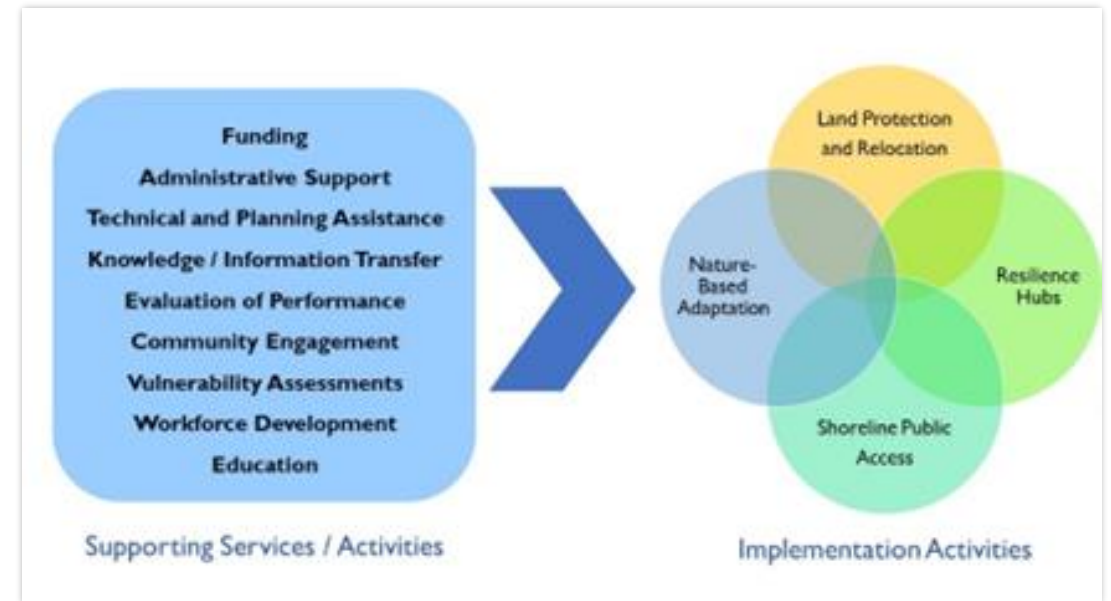 Funding
Administrative Support
Technical and Planning Assistance
Knowledge / Information Transfer
Evaluation of Performance
Community Engagement
Vulnerability Assessments
Workforce Development
Education
Supporting Services / Activities
Land Protection
and Relocation
Nature-
Based
Adaptation
Resilience
Hubs
Shoreline Public
Access
Implementation Activities